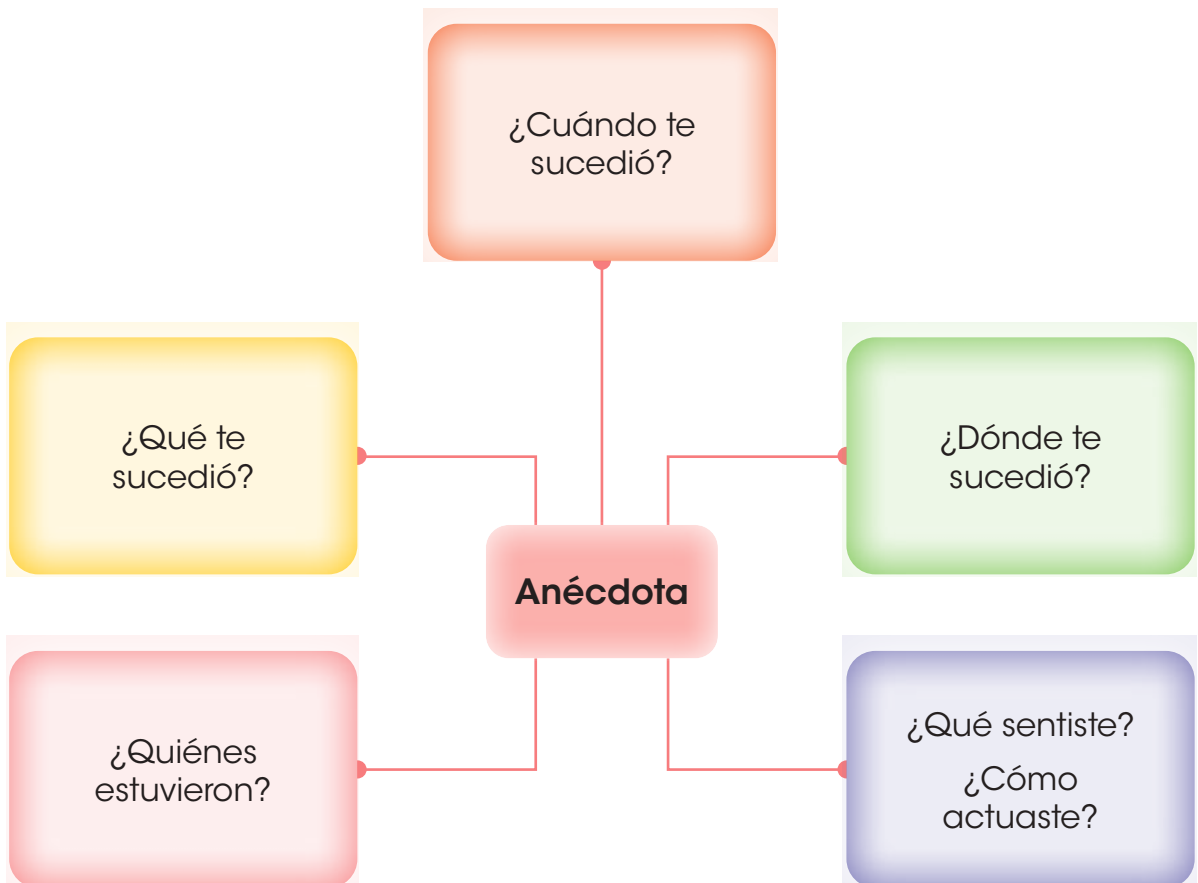 ¿Cuándo te
sucedió?
¿Qué te
sucedió?
¿Dónde te
sucedió?
Anécdota
¿Quiénes
estuvieron?
¿Qué sentiste?
¿Cómo
actuaste?